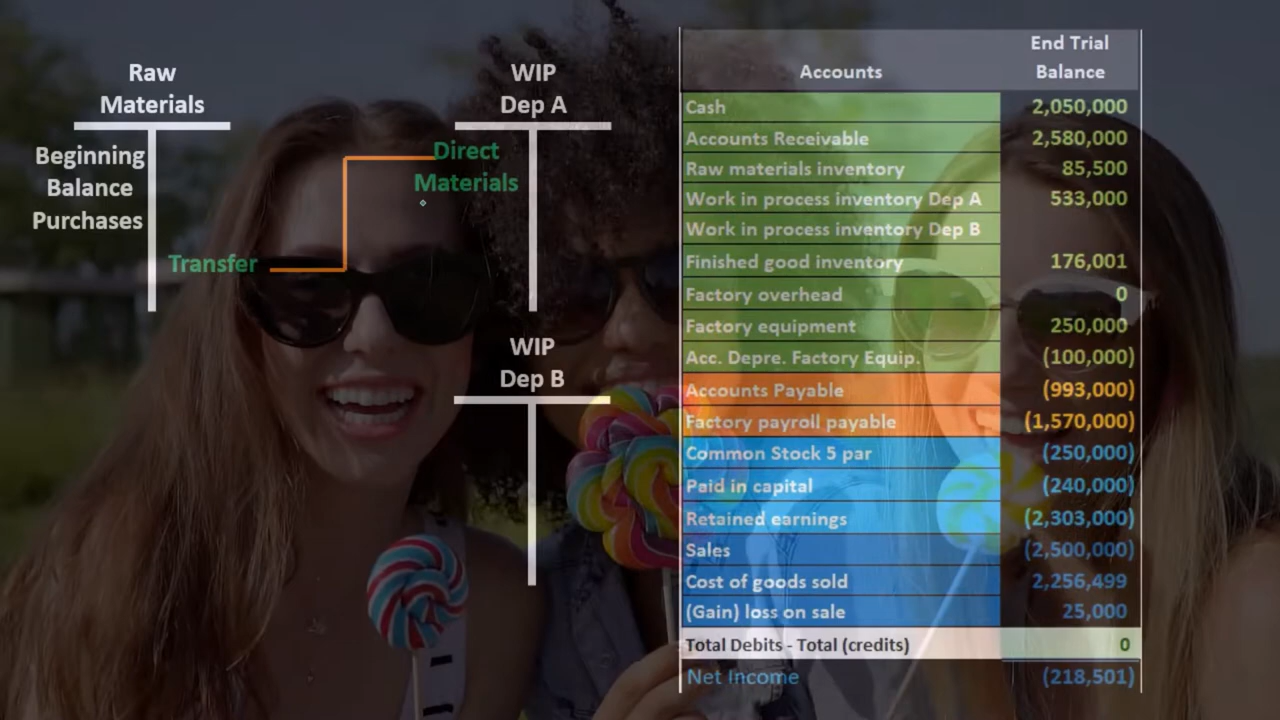 Raw
Materials
Beginning
Balance
Purchases
Transfer
WIP
Dep A
Direct
Materials
WIP
Dep B
Accounts End Trial Balance
Cash 2,050,000
Accounts Receivable 2,580,000
Raw materials inventory 85,500
Work in process inventory Dep A 533,000
Work in process inventory Dep B
Finished good inventory 176,001
Factory overhead 0
Factory equipment 250,000
Acc. Depre. Factory Equip. (100,000)
Accounts Payable (993,000)
Factory payroll payable (1,570,000)
Common Stock 5 par (250,000)
Paid in capital (240,000)
Retained earnings (2,303,000)
Sales (2,500,000)
Cost of goods sold 2,256,499
(Gain) loss on sale 25,000
Total Debits - Total (credits) 0
Net Income (218,501)